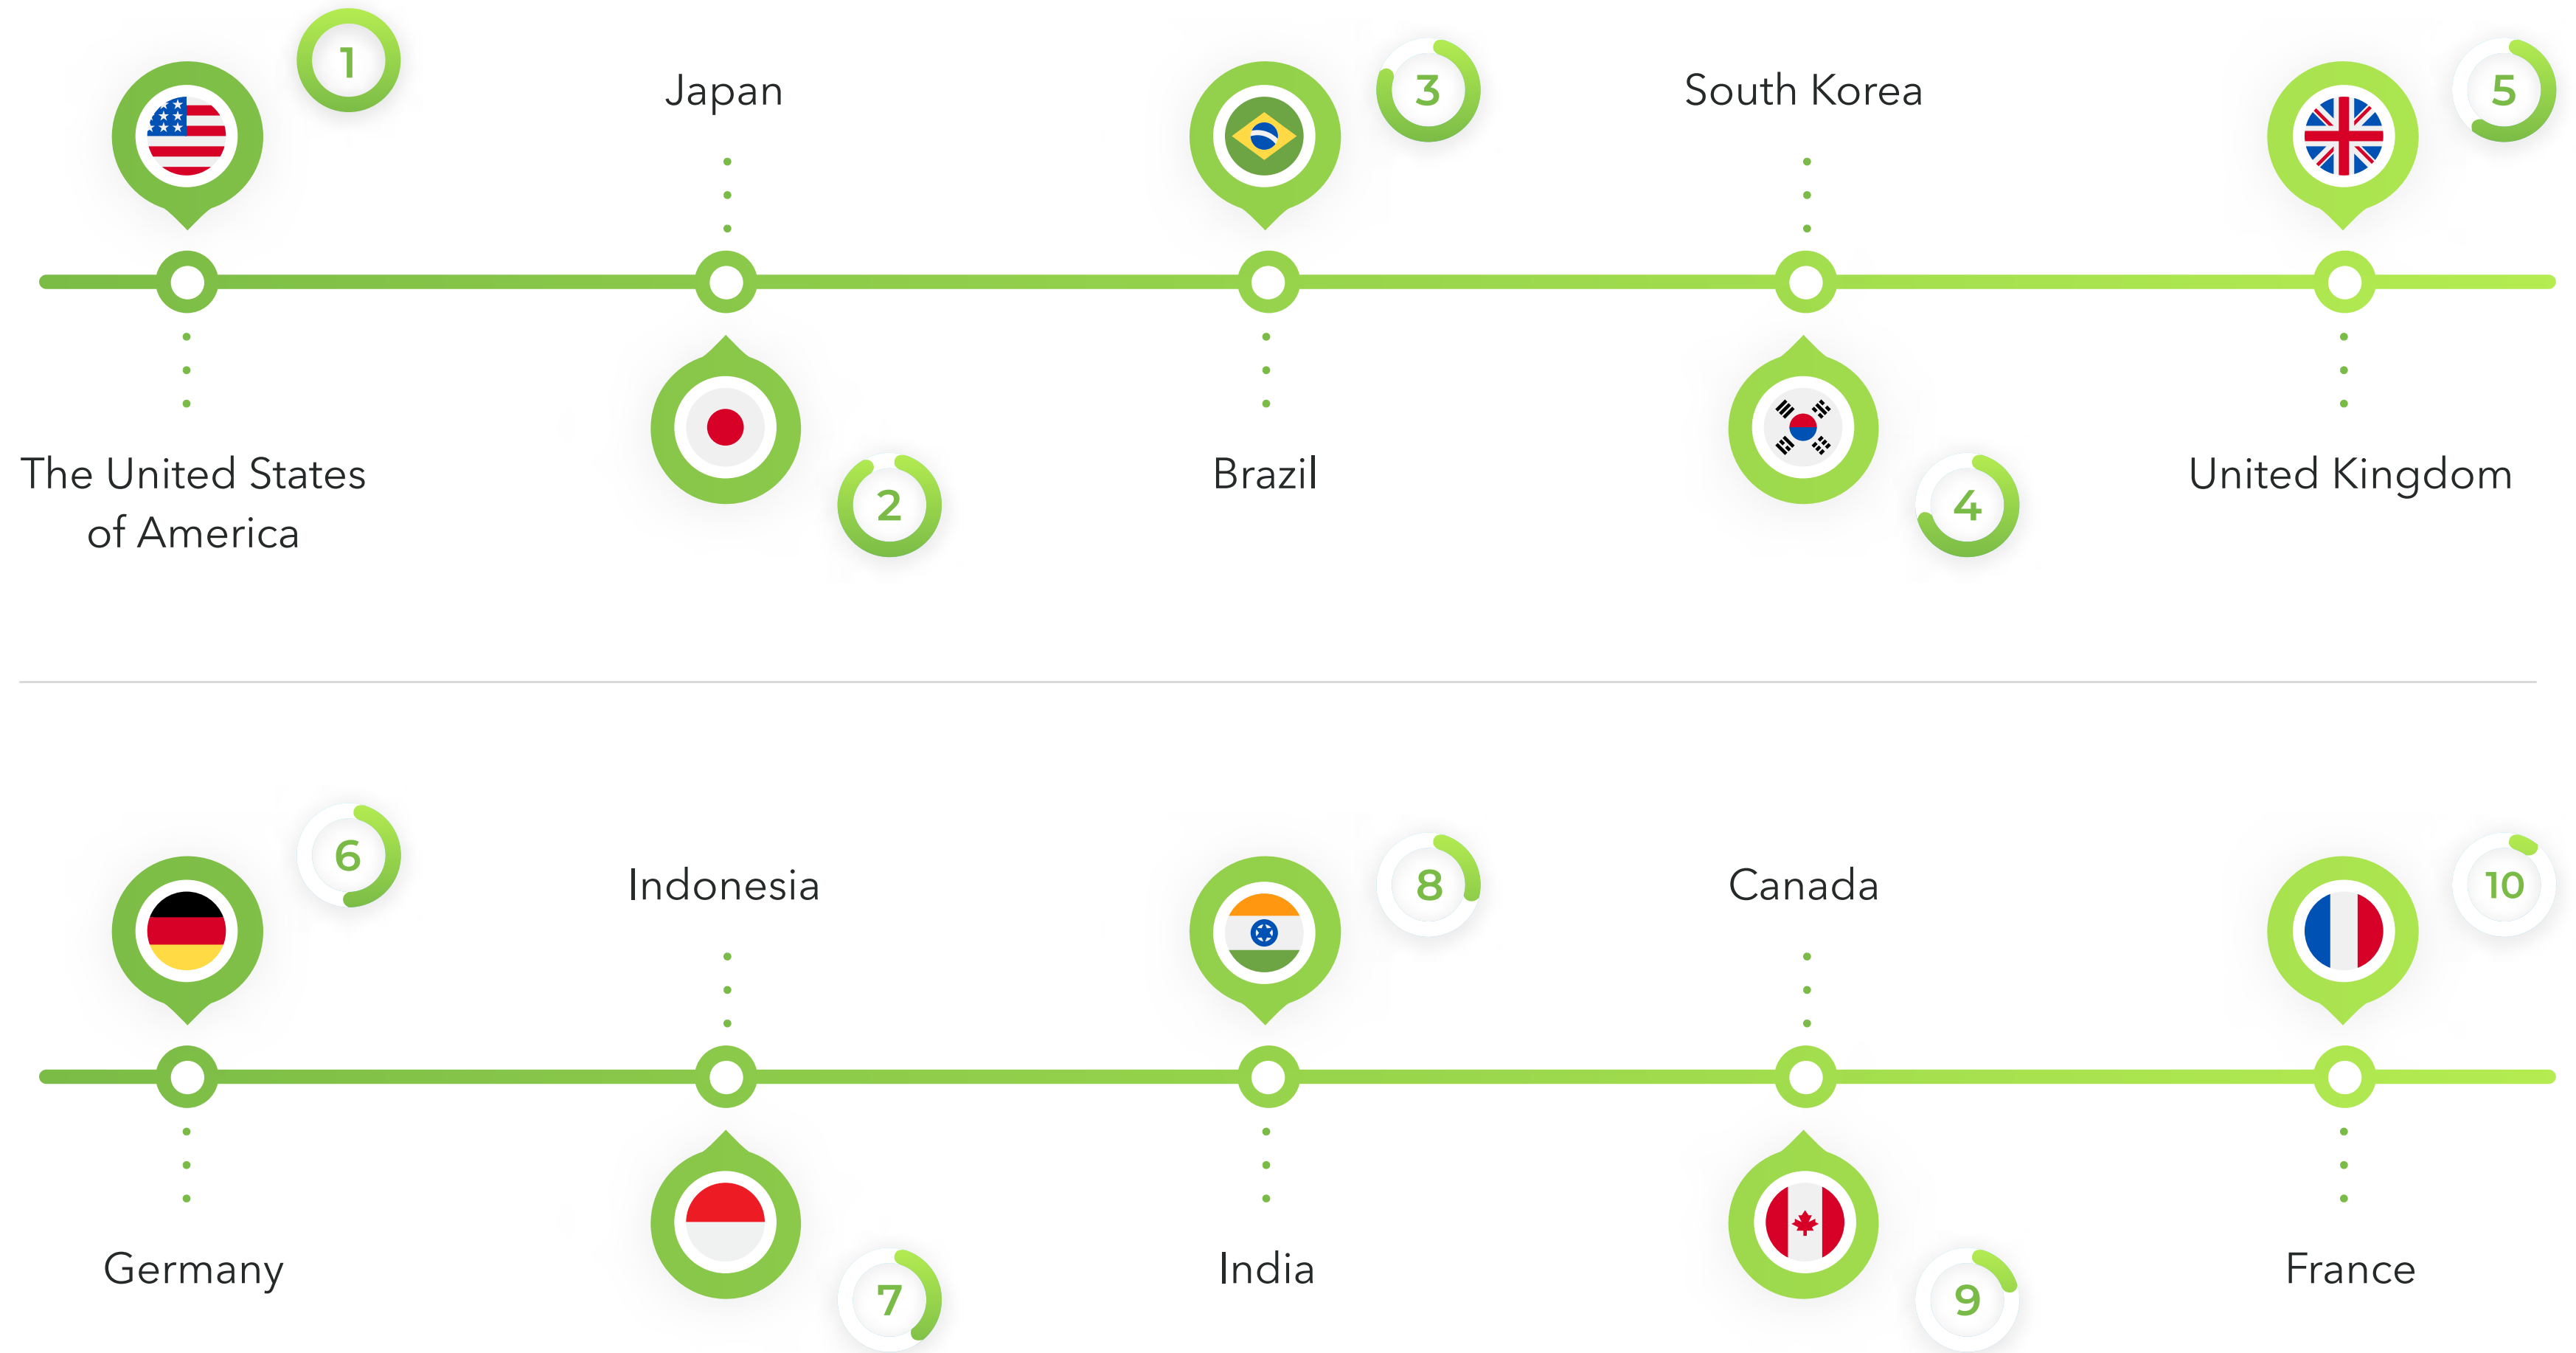 1
Japan
3
South Korea
5
The United States
of America
2
Brazil
4
United Kingdom
6
Indonesia
8
Canada
10
Germany
7
India
9
France